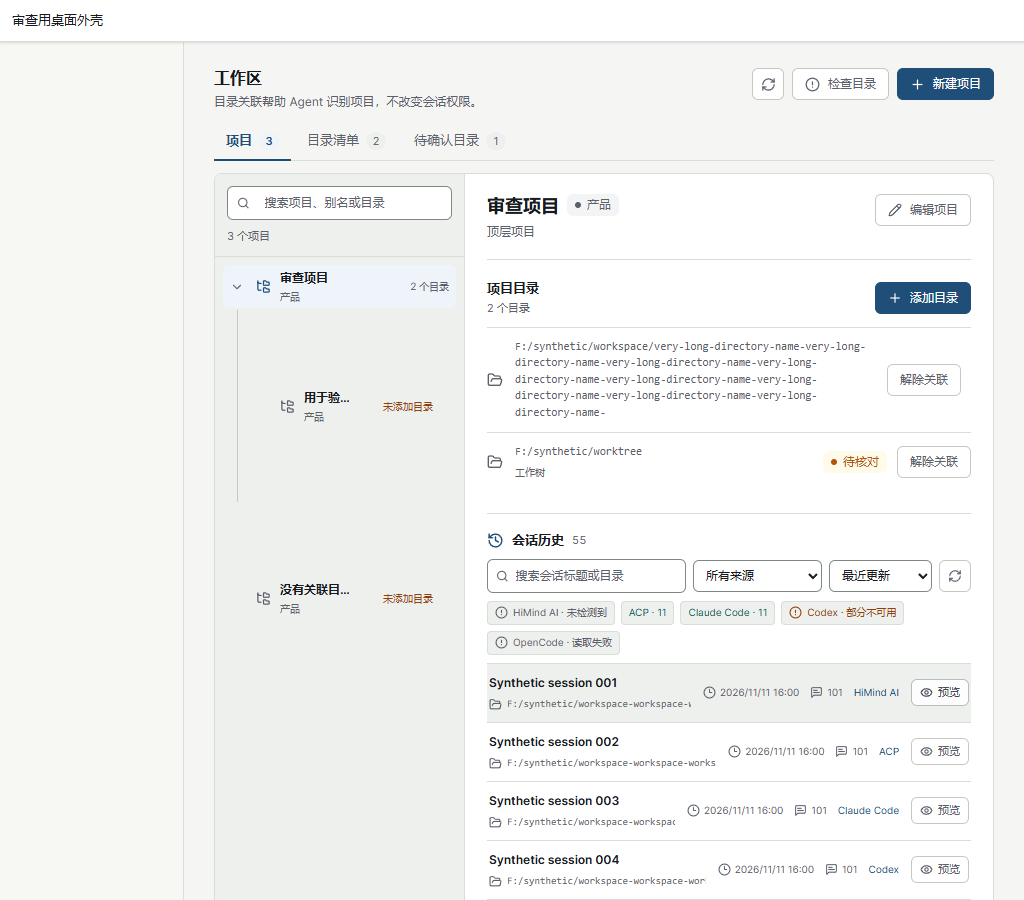 审查用桌面外壳
工作区
目录关联帮助 Agent 识别项目，不改变会话权限。
检查目录
新建项目
项目 3
目录清单 2
待确认目录 1
搜索项目、别名或目录
3 个项目
审查项目
产品
2 个目录
用于验...
产品
未添加目录
没有关联目...
产品
未添加目录
审查项目
产品
顶层项目
编辑项目
项目目录
2 个目录
添加目录
F:/synthetic/workspace/very-long-directory-name-very-long-
directory-name-very-long-directory-name-very-long-
directory-name-very-long-directory-name-very-long-
directory-name-very-long-directory-name-very-long-
directory-name-
解除关联
F:/synthetic/worktree
工作树
待核对
解除关联
会话历史 55
搜索会话标题或目录
所有来源
最近更新
HiMind AI · 未检测到
ACP · 11
Claude Code · 11
Codex · 部分不可用
OpenCode · 读取失败
Synthetic session 001
F:/synthetic/workspace-workspace-
2026/11/11 16:00
101
HiMind AI
预览
Synthetic session 002
F:/synthetic/workspace-workspace-works
2026/11/11 16:00
101
ACP
预览
Synthetic session 003
F:/synthetic/workspace-workspac
2026/11/11 16:00
101
Claude Code
预览
Synthetic session 004
F:/synthetic/workspace-workspace-wor
2026/11/11 16:00
101
Codex
预览